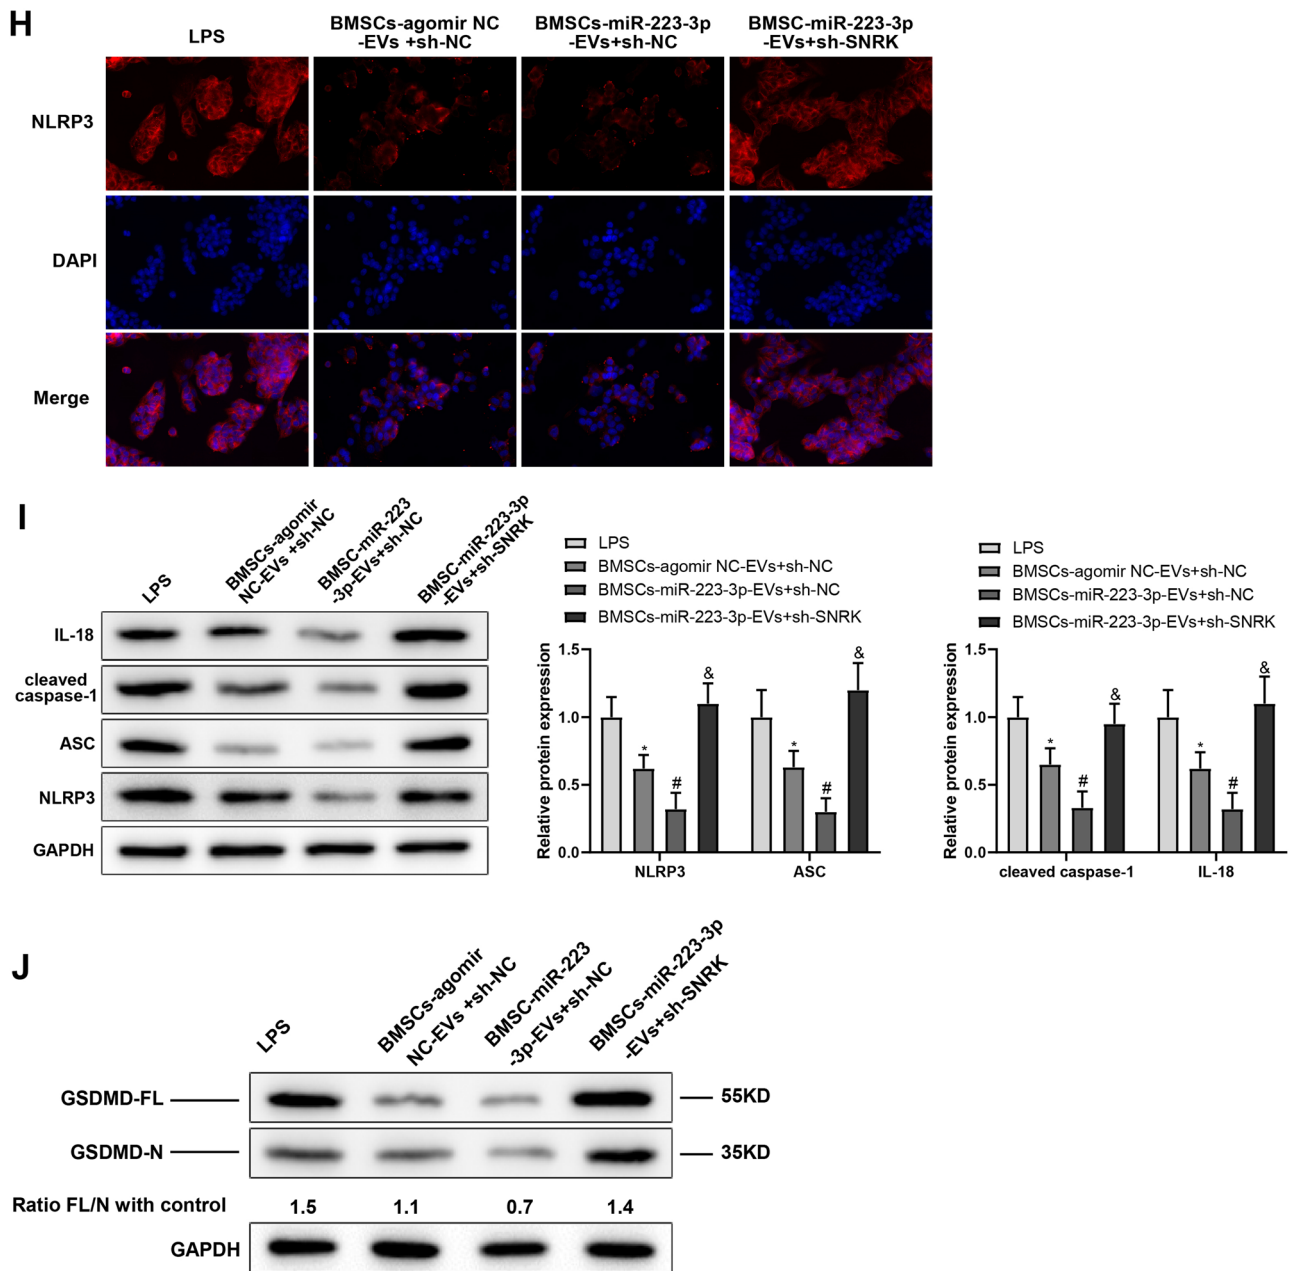 H
LPS
BMSCs-agomir NC
-EVs +sh-NC
BMSCs-miR-223-3p
-EVs+sh-NC
BMSC-miR-223-3p
-EVs+sh-SNRK
NLRP3
DAPI
Merge
I
LPS
BMSCs-agomir
NC-EVs +sh-NC
BMSC-miR-223
-3p-EVs+sh-NC
BMSC-miR-223-3p
-EVs+sh-SNRK
IL-18
cleaved
caspase-1
ASC
NLRP3
GAPDH
LPS
BMSCs-agomir NC-EVs+sh-NC
BMSCs-miR-223-3p-EVs+sh-NC
BMSCs-miR-223-3p-EVs+sh-SNRK
Relative protein expression
1.5
1.0
0.5
0.0
*
#
&
*
#
&
NLRP3
ASC
LPS
BMSCs-agomir NC-EVs+sh-NC
BMSCs-miR-223-3p-EVs+sh-NC
BMSCs-miR-223-3p-EVs+sh-SNRK
Relative protein expression
1.5
1.0
0.5
0.0
*
#
&
*
#
&
cleaved caspase-1
IL-18
J
LPS
BMSCs-agomir
NC-EVs +sh-NC
BMSC-miR-223
-3p-EVs+sh-NC
BMSCs-miR-223-3p
-EVs+sh-SNRK
GSDMD-FL
55KD
GSDMD-N
35KD
Ratio FL/N with control
1.5
1.1
0.7
1.4
GAPDH